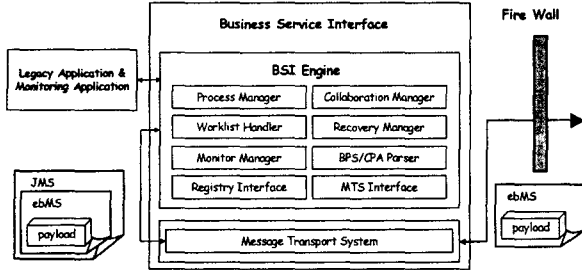 Business Service Interface
Fire Wall
Legacy Application &
Monitoring Application
BSI Engine
Process Manager
Collaboration Manager
Worklist Handler
Recovery Manager
Monitor Manager
BPS/CPA Parser
Registry Interface
MTS Interface
JMS
ebMS
payload
Message Transport System
ebMS
payload